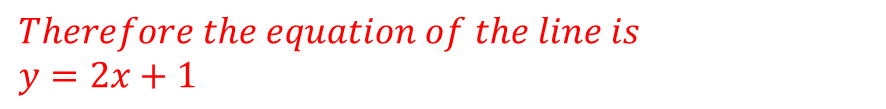 Therefore the equation of the line is
y = 2x + 1